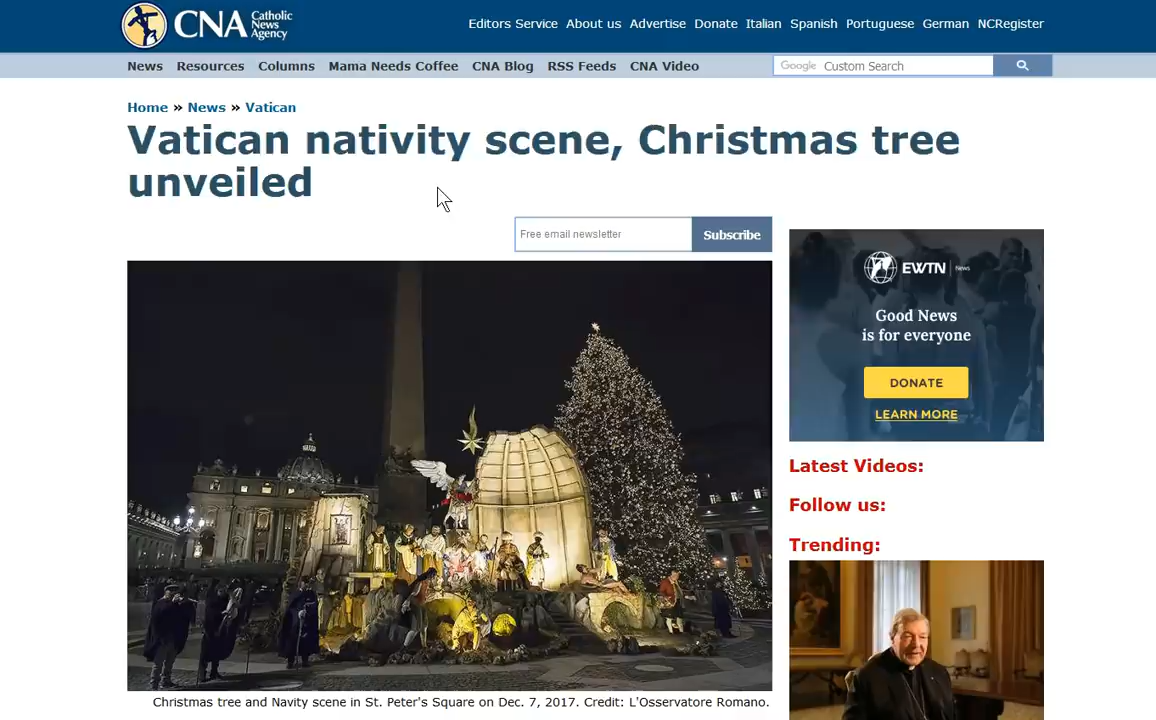 CNA Catholic
News
Agency
Editors Service About us Advertise Donate Italian Spanish Portuguese German NCRegister
News Resources Columns Mama Needs Coffee CNA Blog RSS Feeds CNA Video
Google Custom Search
Home » News » Vatican
Vatican nativity scene, Christmas tree
unveiled
Free email newsletter Subscribe
EWTN News
Good News
is for everyone
DONATE
LEARN MORE
Latest Videos:
Follow us:
Trending:
Christmas tree and Navity scene in St. Peter's Square on Dec. 7, 2017. Credit: L'Osservatore Romano.